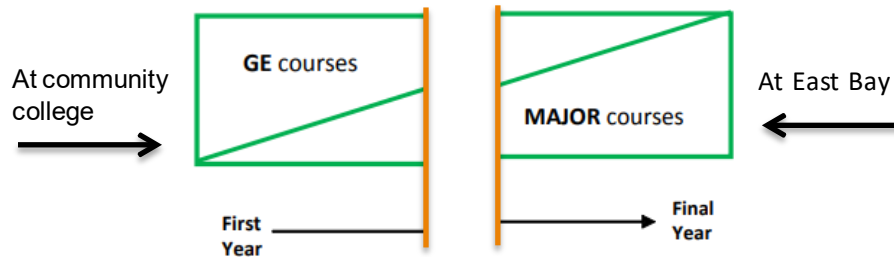 At community
college
GE courses
MAJOR courses
At East Bay
First
Year
Final
Year